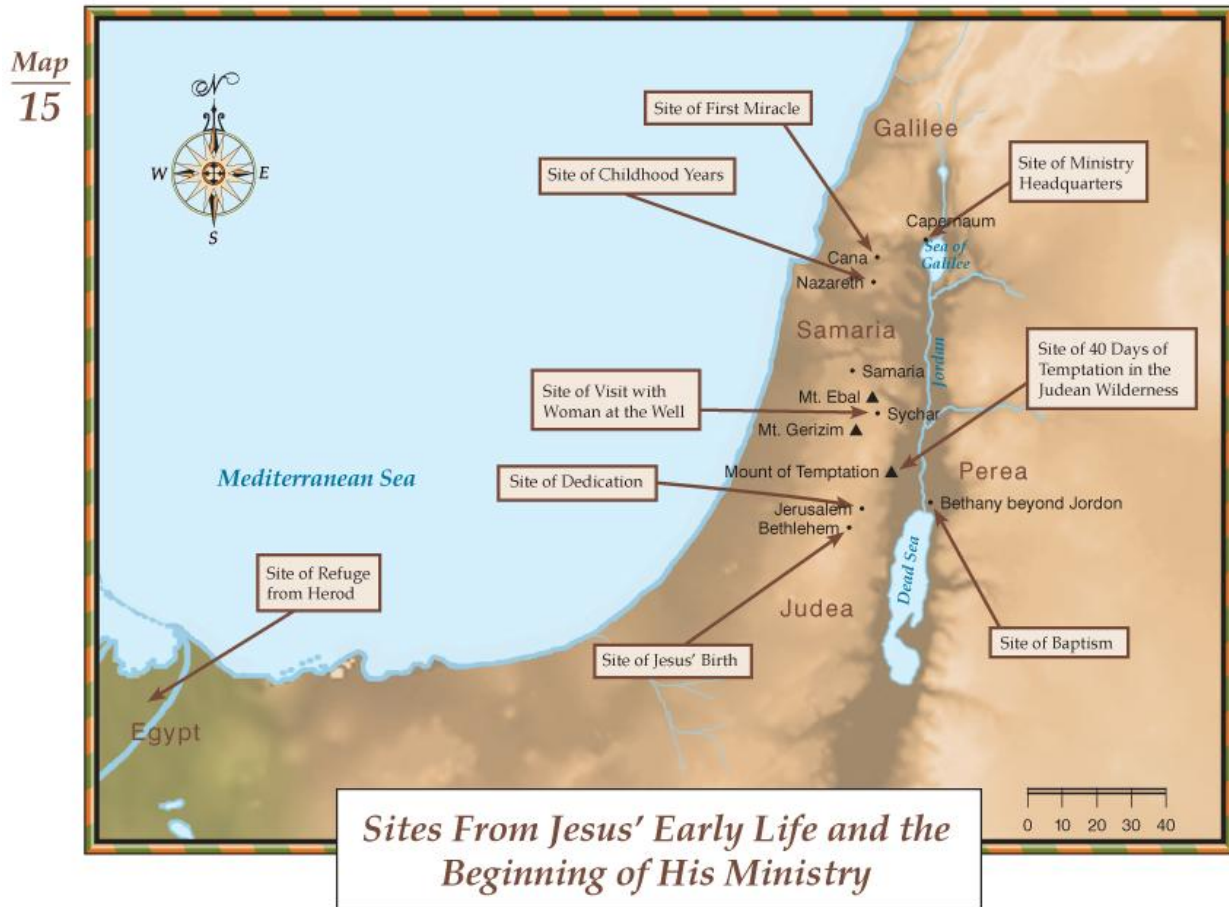 Map
15
N
W
E
S
Site of First Miracle
Galilee
Site of Childhood Years
Site of Ministry
Headquarters
Capernaum
Sea of
Galilee
Cana
Nazareth
Samaria
Jordan
Site of 40 Days of
Temptation in the
Judean Wilderness
Samaria
Site of Visit with
Woman at the Well
Mt. Ebal
Sychar
Mt. Gerizim
Mediterranean Sea
Mount of Temptation
Perea
Site of Dedication
Jerusalem
Bethany beyond Jordon
Bethlehem
Dead Sea
Site of Refuge
from Herod
Judea
Site of Jesus' Birth
Site of Baptism
Egypt
0 10 20 30 40
Sites From Jesus' Early Life and the
Beginning of His Ministry